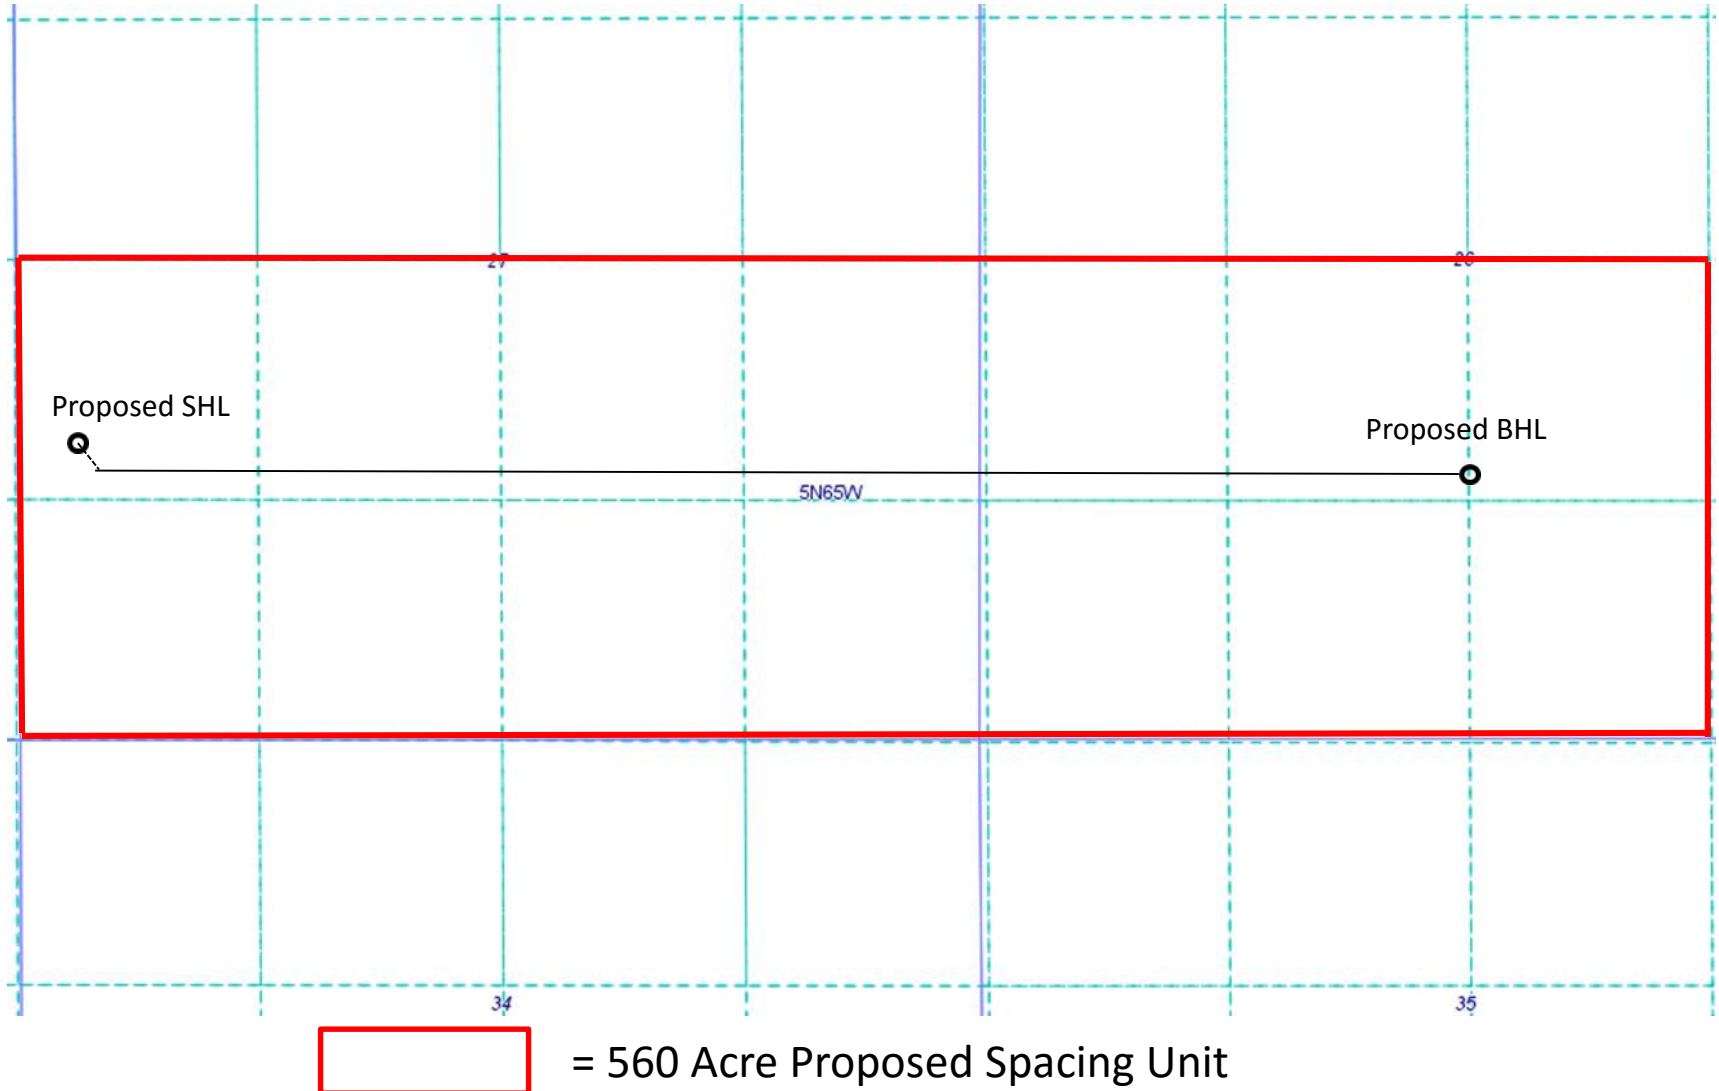 27
26
Proposed SHL
Proposed BHL
5N65W
34
35
= 560 Acre Proposed Spacing Unit